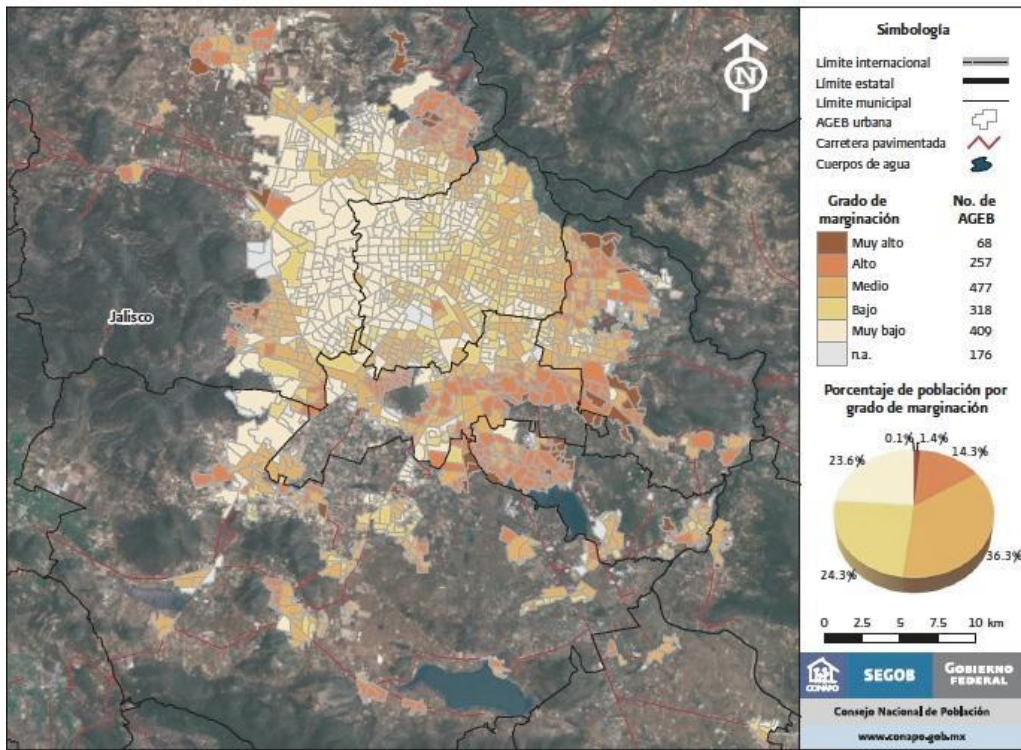 Jalisco
N
Simbología
Límite internacional
Límite estatal
Límite municipal
AGEB urbana
Carretera pavimentada
Cuerpos de agua
Grado de marginación
No. de AGEB
Muy alto 68
Alto 257
Medio 477
Bajo 318
Muy bajo 409
n.a. 176
Porcentaje de población por
grado de marginación
0.1% 1.4%
14.3%
23.6%
36.3%
24.3%
0 2.5 5 7.5 10 km
CONAPO
SEGOB
GOBIERNO
FEDERAL
Consejo Nacional de Población
www.conapo.gob.mx